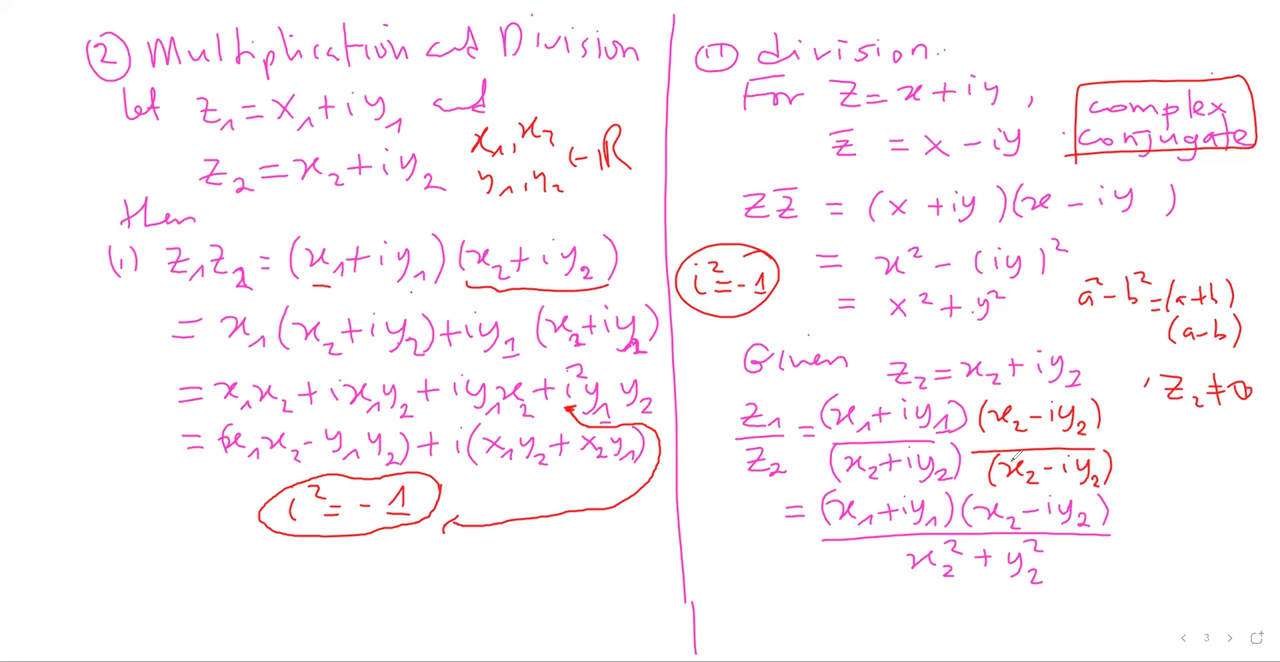 ② Multiplication and Division
let z₁ = x₁ + iy₁ and
z₂ = x₂ + iy₂
x₁, x₂
y₁, y₂ ∈ ℝ
then
(i) z₁z₂ = (x₁ + iy₁)(x₂ + iy₂)
= x₁(x₂ + iy₂) + iy₁(x₂ + iy₂)
= x₁x₂ + ix₁y₂ + iy₁x₂ + i²y₁y₂
= (x₁x₂ - y₁y₂) + i(x₁y₂ + x₂y₁)
i² = -1
(ii) division.
For z = x + iy,
z̅ = x - iy
complex
conjugate
zz̅ = (x + iy)(x - iy)
= x² - (iy)²
i² = -1
= x² + y²
a² - b² = (a+b)
(a-b)
Given z₂ = x₂ + iy₂
, z₂ ≠ 0
z₁/z₂ = (x₁ + iy₁)/(x₂ + iy₂) (x₂ - iy₂)/(x₂ - iy₂)
= (x₁ + iy₁)(x₂ - iy₂)
x₂² + y₂²
3